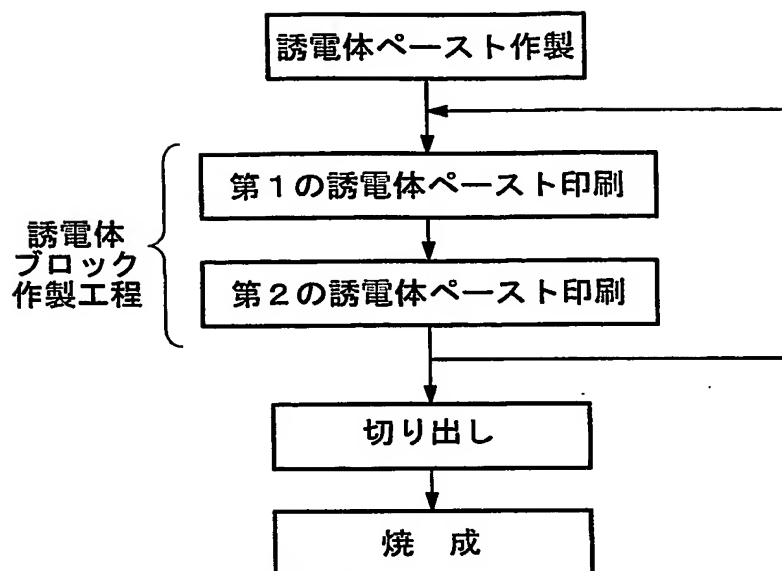 誘電体ペースト作製
第1の誘電体ペースト印刷
誘電体
ブロック
作製工程
第2の誘電体ペースト印刷
切り出し
焼 成